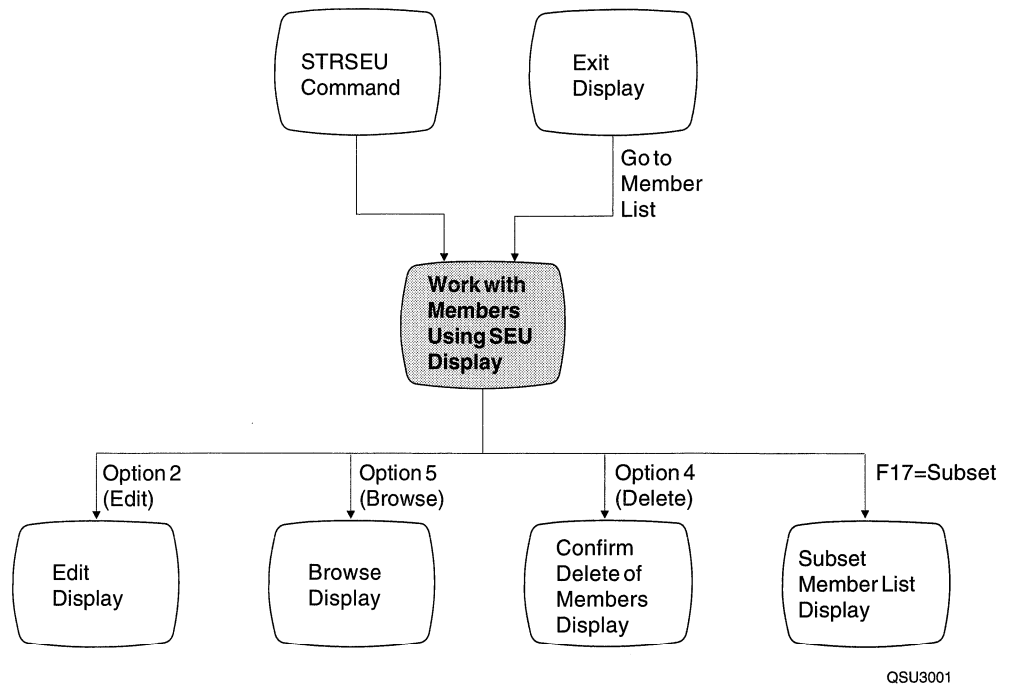 STRSEU
Command
Exit
Display
Go to
Member
List
Work with
Members
Using SEU
Display
Option 2
(Edit)
Option 5
(Browse)
Option 4
(Delete)
F17=Subset
Edit
Display
Browse
Display
Confirm
Delete of
Members
Display
Subset
Member List
Display
QSU3001